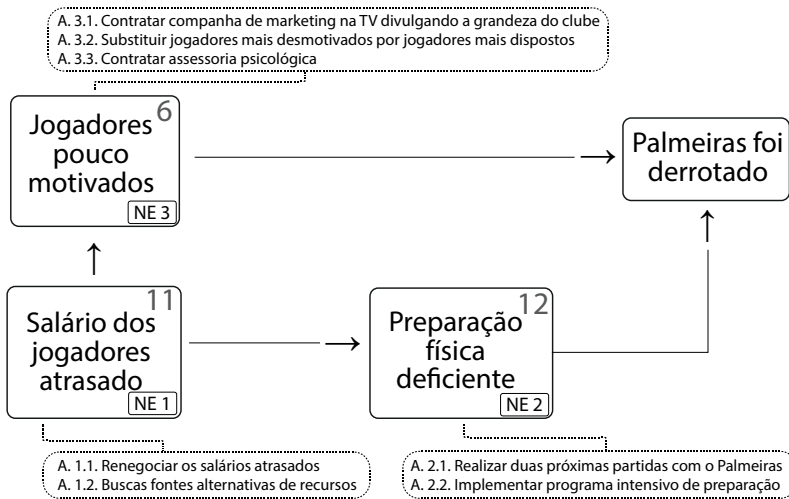 A. 3.1. Contratar companha de marketing na TV divulgando a grandeza do clube
A. 3.2. Substituir jogadores mais desmotivados por jogadores mais dispostos
A. 3.3. Contratar assessoria psicológica
6
Jogadores
pouco
motivados
NE 3
Palmeiras foi
derrotado
11
Salário dos
jogadores
atrasado
NE 1
12
Preparação
física
deficiente
NE 2
A. 1.1. Renegociar os salários atrasados
A. 1.2. Buscas fontes alternativas de recursos
A. 2.1. Realizar duas próximas partidas com o Palmeiras
A. 2.2. Implementar programa intensivo de preparação